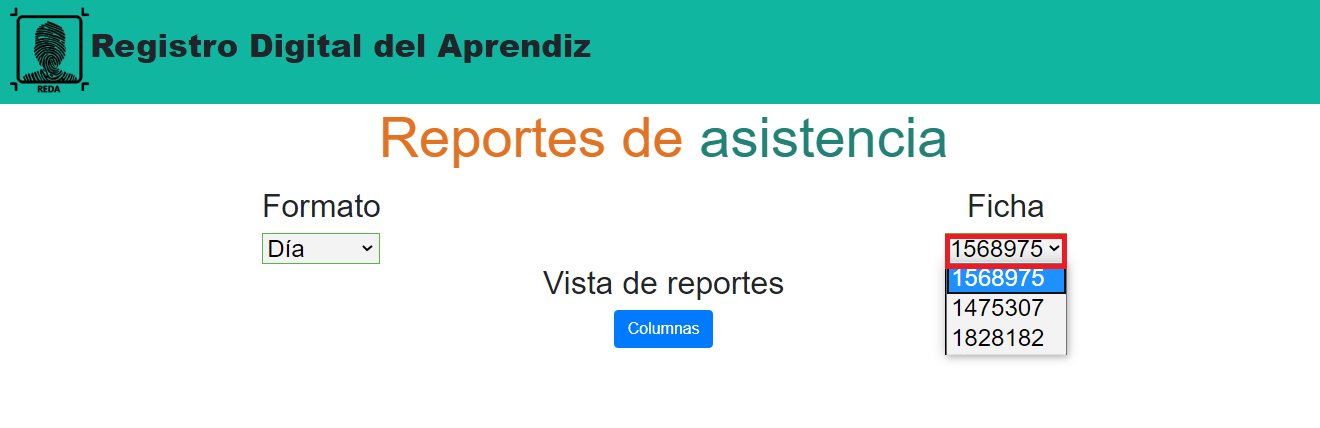 Registro Digital del Aprendiz
REDA
Reportes de asistencia
Formato
Ficha
Día
1568975
Vista de reportes
1568975
1475307
1828182
Columnas